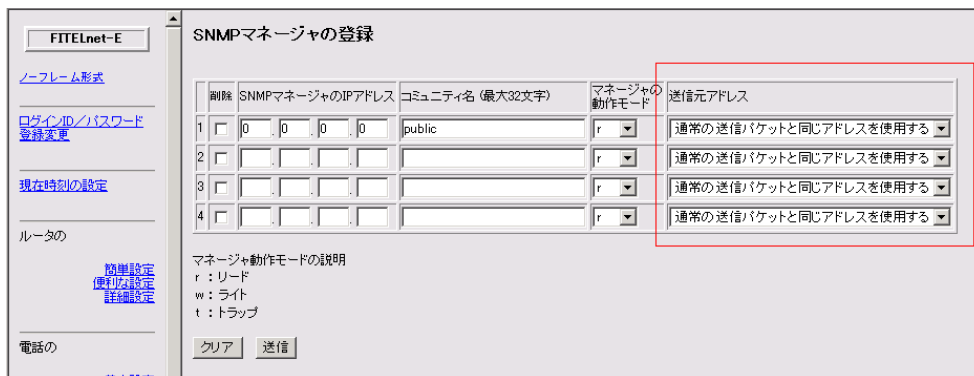 FITELnet-E
ノーフレーム形式
ログインID／パスワード
登録変更
現在時刻の設定
ルータの
簡単設定
便利な設定
詳細設定
電話の
SNMPマネージャの登録
削除 SNMPマネージャのIPアドレス コミュニティ名 (最大32文字) マネージャの動作モード 送信元アドレス
1 0 . 0 . 0 . 0 public r 通常の送信パケットと同じアドレスを使用する
2 . . . r 通常の送信パケットと同じアドレスを使用する
3 . . . r 通常の送信パケットと同じアドレスを使用する
4 . . . r 通常の送信パケットと同じアドレスを使用する
マネージャ動作モードの説明
r : リード
w : ライト
t : トラップ
クリア 送信